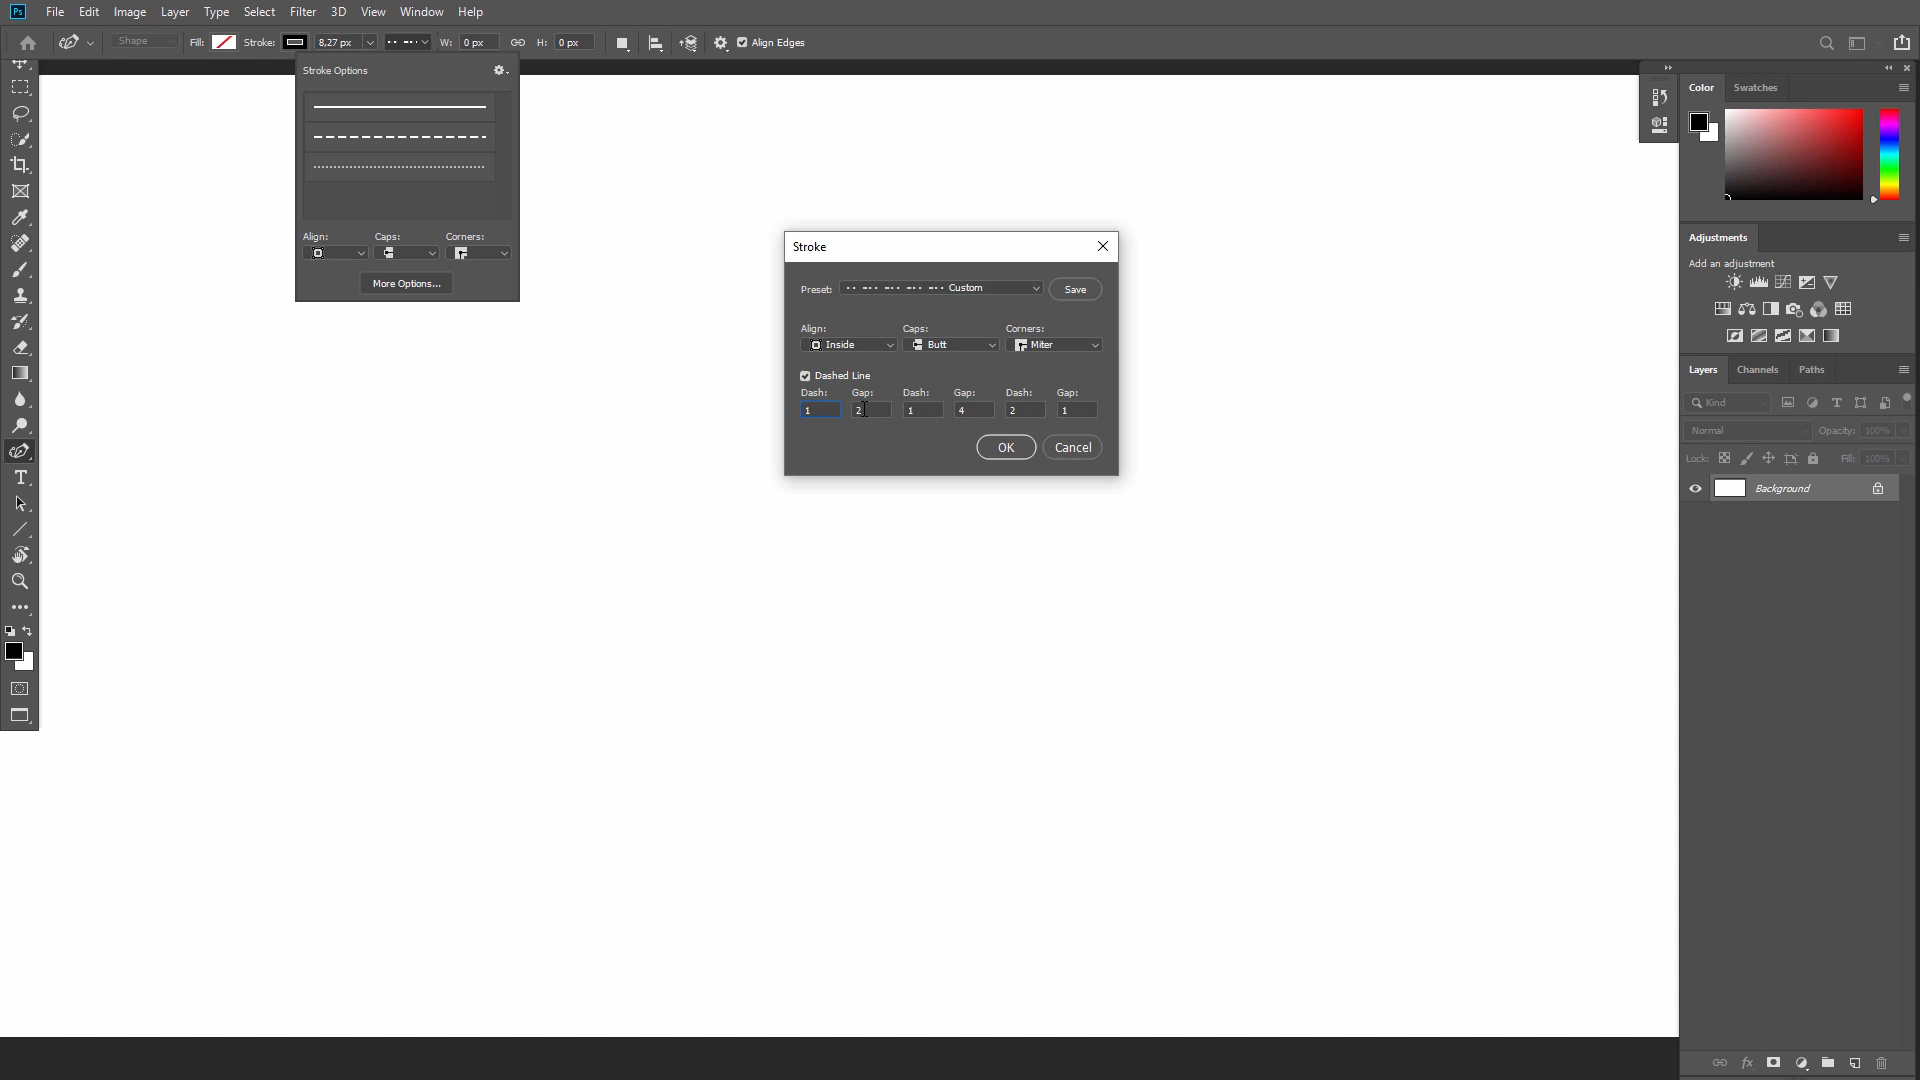 Ps File Edit Image Layer Type Select Filter 3D View Window Help
Shape Fill: Stroke: 8,27 px W: 0 px H: 0 px Align Edges
Stroke Options
Align: Caps: Corners:
More Options...
Stroke
Preset: Custom Save
Align: Caps: Corners:
Inside Butt Miter
Dashed Line
Dash: Gap: Dash: Gap: Dash: Gap:
1 2 1 4 2 1
OK Cancel
Color Swatches
Adjustments
Add an adjustment
Layers Channels Paths
Kind
Normal Opacity: 100%
Lock: Fill: 100%
Background
fx